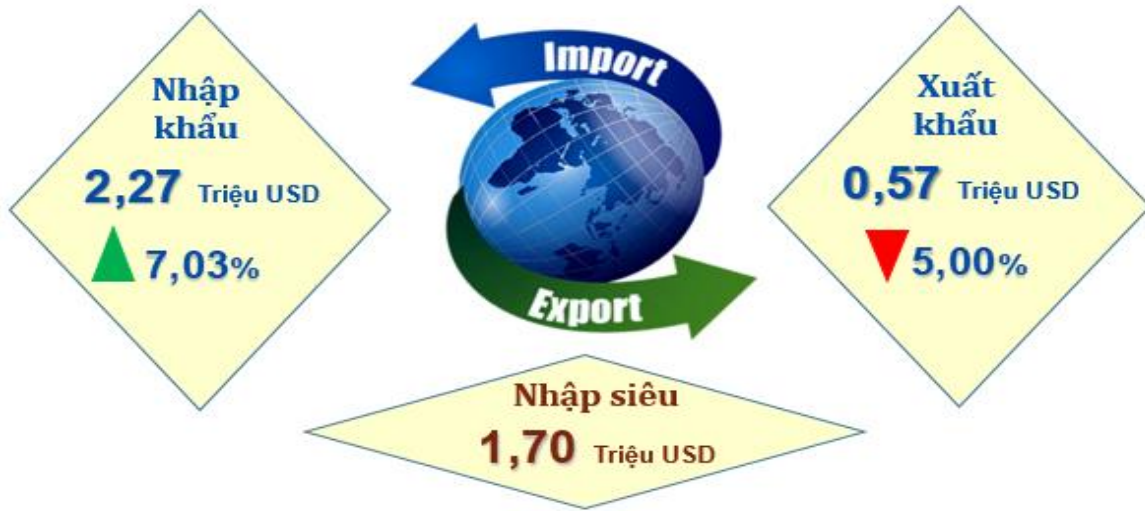 Nhập
khẩu
2,27 Triệu USD
7,03%
Import
Export
Xuất
khẩu
0,57 Triệu USD
5,00%
Nhập siêu
1,70 Triệu USD